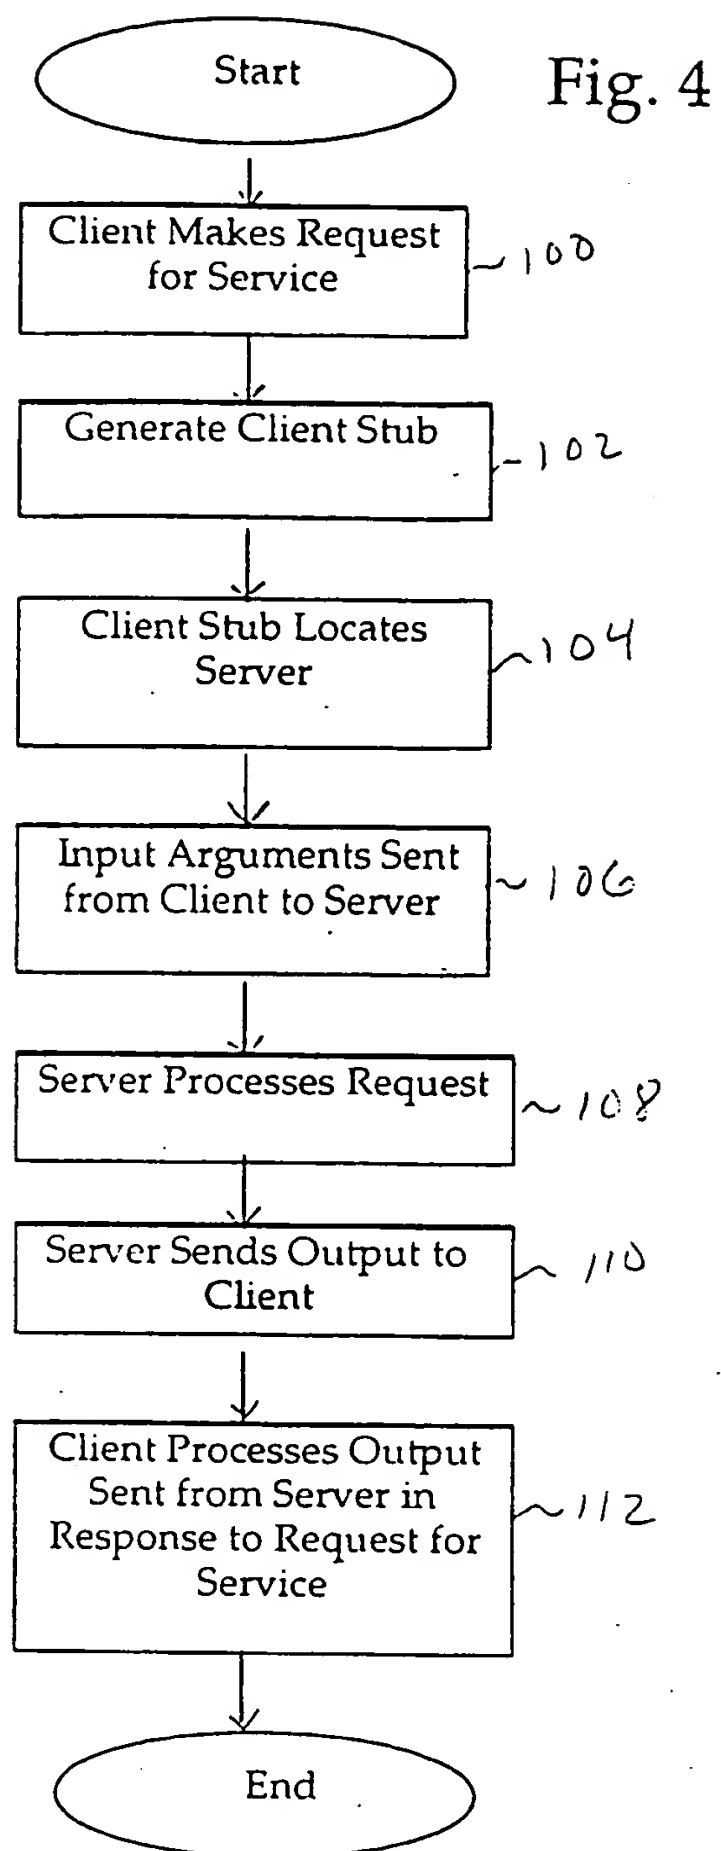 Start
Fig. 4
Client Makes Request
for Service
100
Generate Client Stub
102
Client Stub Locates
Server
104
Input Arguments Sent
from Client to Server
106
Server Processes Request
108
Server Sends Output to
Client
110
Client Processes Output
Sent from Server in
Response to Request for
Service
112
End